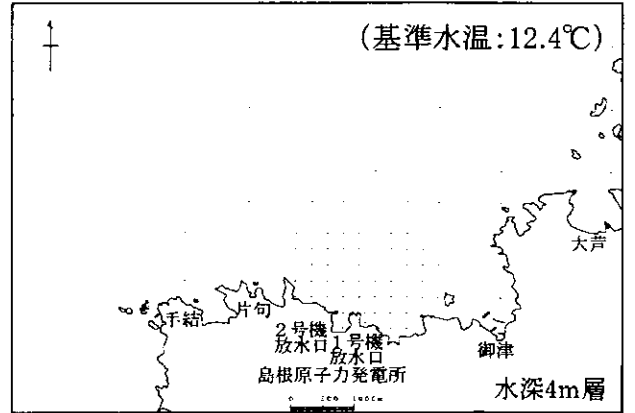 (基準水温:12.4℃)
大芦
手結
片句
2号機
放水口
1号機
放水口
御津
島根原子力発電所
水深4m層